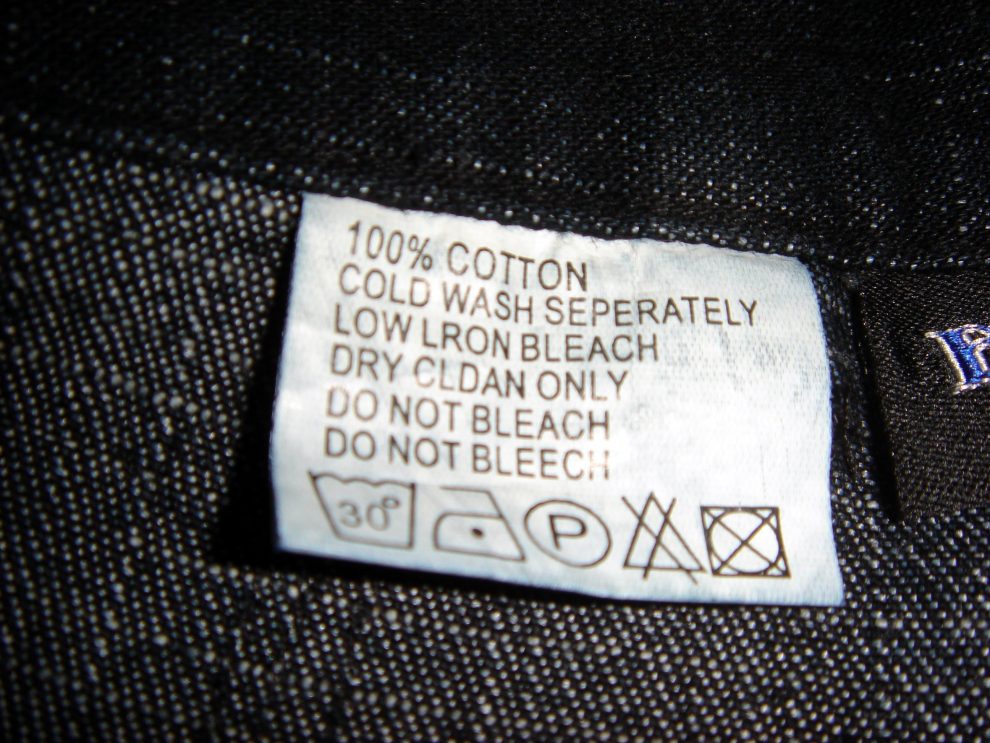 100% COTTON
COLD WASH SEPERATELY
LOW LRON BLEACH
DRY CLDAN ONLY
DO NOT BLEACH
DO NOT BLEECH
30° P